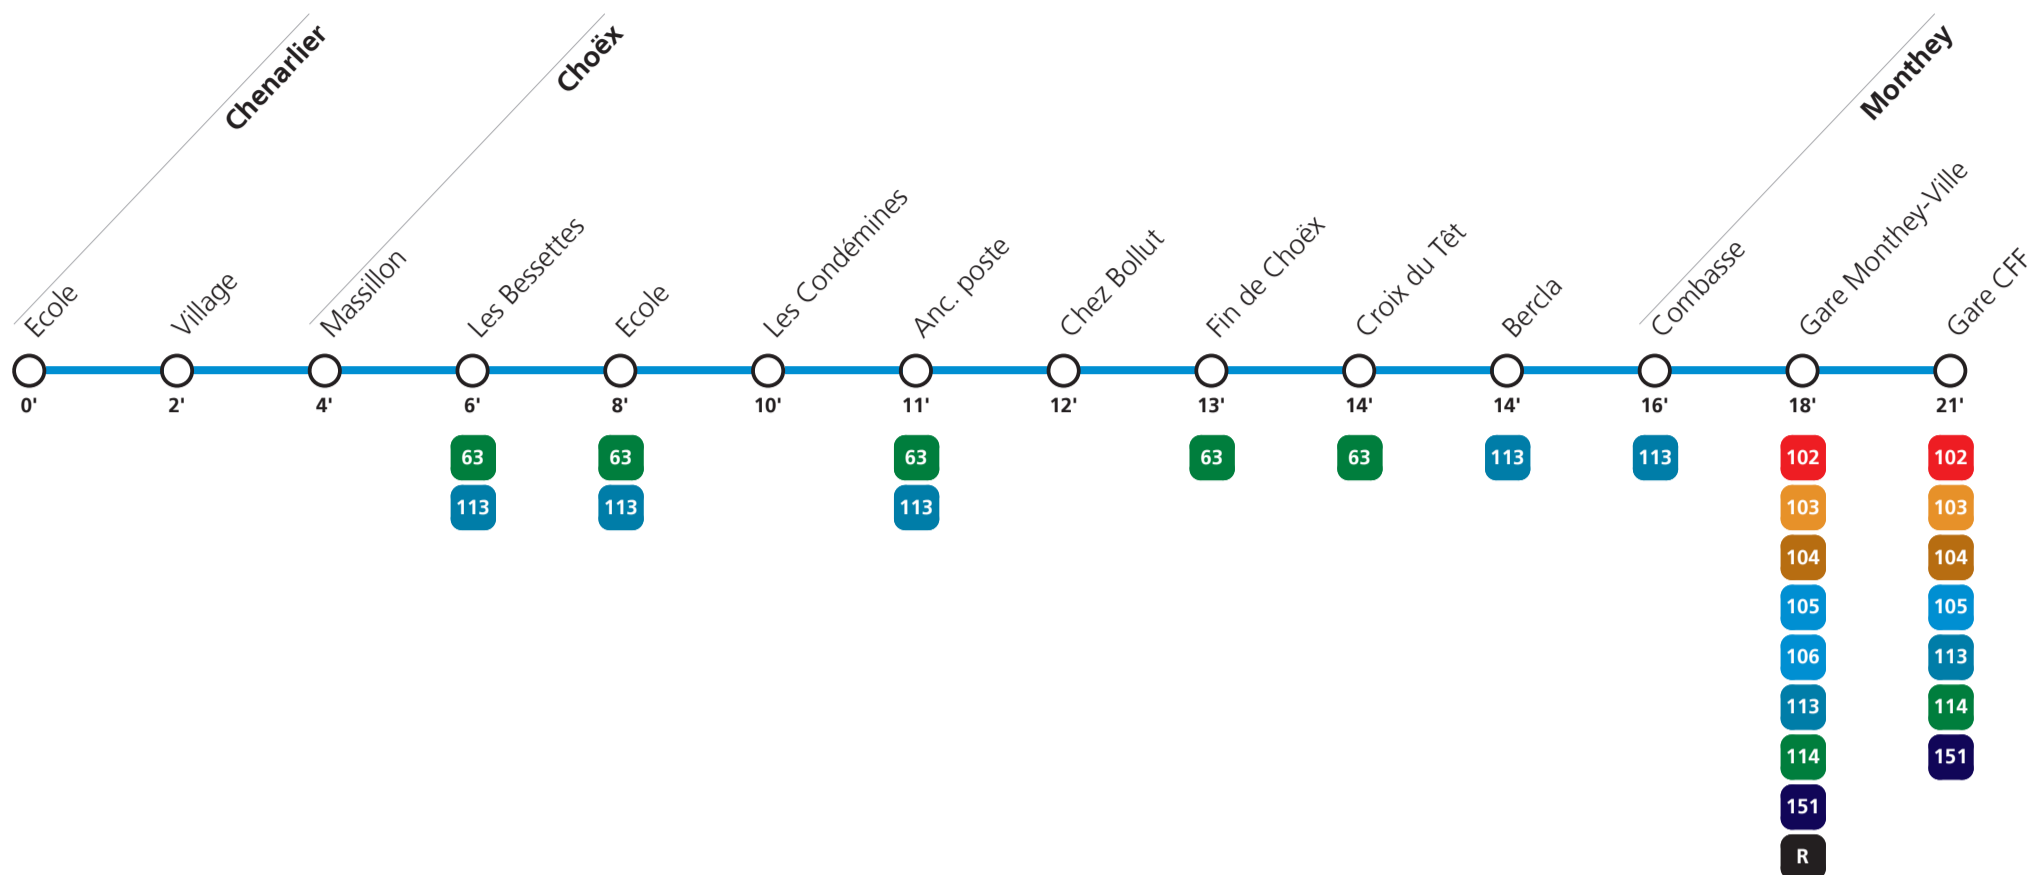 Chenarlier
Choëx
Monthey
Ecole
Village
Massillon
Les Bessettes
Ecole
Les Condémines
Anc. poste
Chez Bollut
Fin de Choëx
Croix du Têt
Bercla
Combasse
Gare Monthey-Ville
Gare CFF
0' 2' 4' 6' 8' 10' 11' 12' 13' 14' 14' 16' 18' 21'
63 63 63 63 63 113 113 102 102
113 113 113 103 103
104 104
105 105
106 113
113 114
114 151
151
R